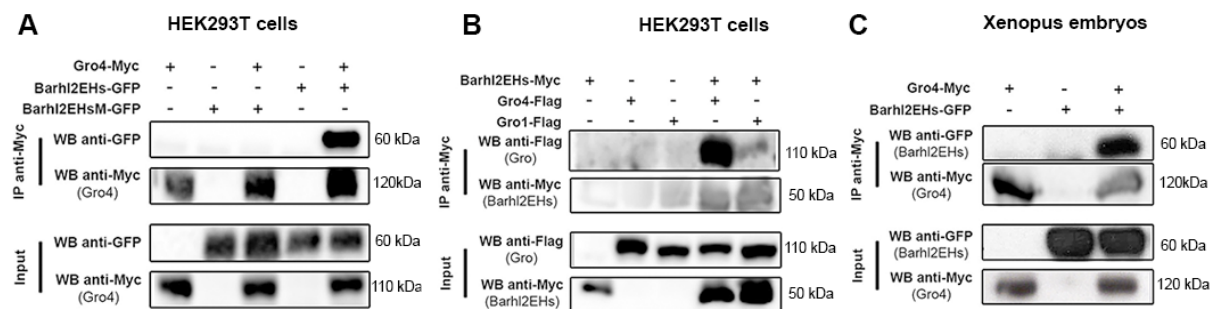 A
HEK293T cells
Gro4-Myc + - + - +
Barhl2EHs-GFP - - - + +
Barhl2EHsM-GFP - + + - -
IP anti-Myc
WB anti-GFP 60 kDa
WB anti-Myc 120kDa
(Gro4)
Input
WB anti-GFP 60 kDa
WB anti-Myc 110 kDa
(Gro4)
B
HEK293T cells
Barhl2EHs-Myc + - - + +
Gro4-Flag - + - + -
Gro1-Flag - - + - +
IP anti-Myc
WB anti-Flag 110 kDa
(Gro)
WB anti-Myc 50 kDa
(Barhl2EHs)
Input
WB anti-Flag 110 kDa
(Gro)
WB anti-Myc 50 kDa
(Barhl2EHs)
C
Xenopus embryos
Gro4-Myc + - +
Barhl2EHs-GFP - + +
IP anti-Myc
WB anti-GFP 60 kDa
(Barhl2EHs)
WB anti-Myc 120kDa
(Gro4)
Input
WB anti-GFP 60 kDa
(Barhl2EHs)
WB anti-Myc 120 kDa
(Gro4)